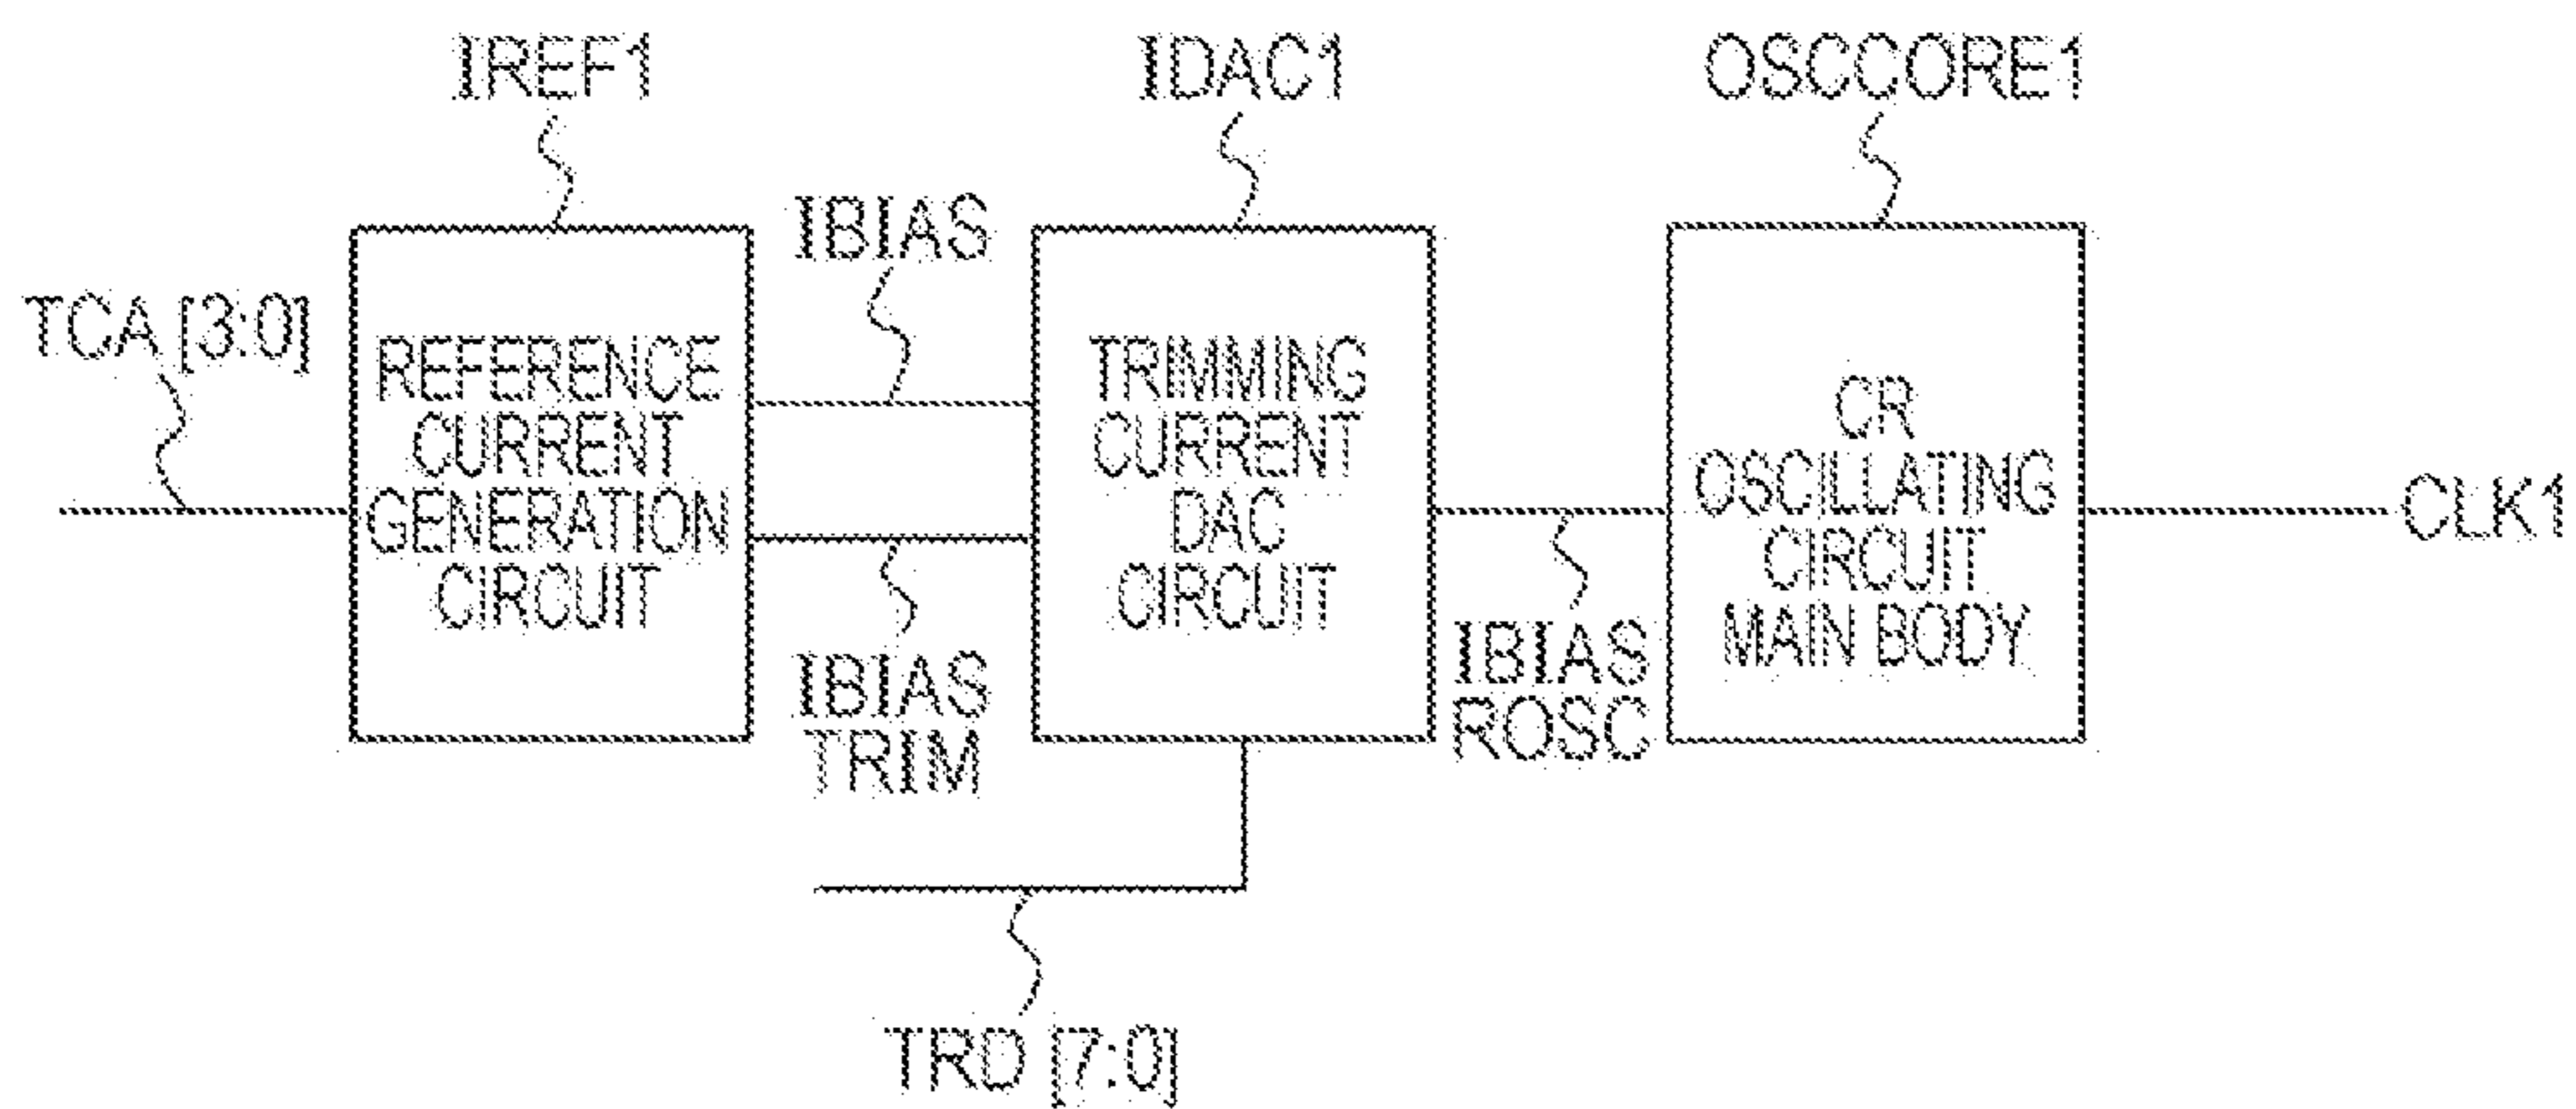 IREF1
IDAC1
OSCCORE1
TCA [3:0]
IBIAS
REFERENCE
CURRENT
GENERATION
CIRCUIT
TRIMMING
CURRENT
DAC
CIRCUIT
CR
OSCILLATING
CIRCUIT
MAIN BODY
CLK1
IBIAS
TRIM
IBIAS
ROSC
TRD [7:0]